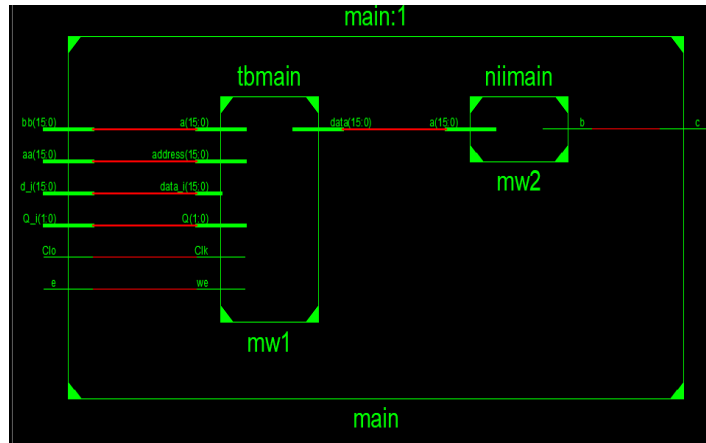 main:1
tbmain
niimain
bb(15:0)
a(15:0)
data(15:0)
a(15:0)
b
c
aa(15:0)
address(15:0)
d_i(15:0)
data_i(15:0)
mw2
Q_i(1:0)
Q(1:0)
Clo
Clk
e
we
mw1
main